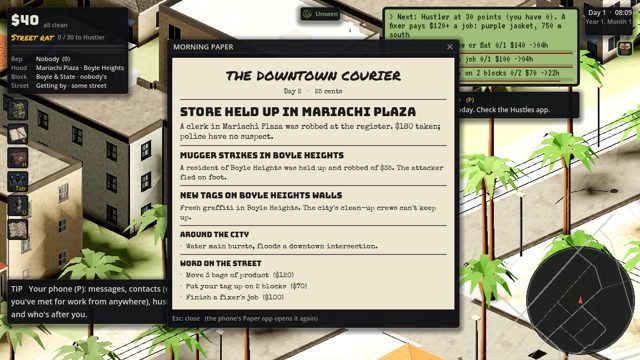 $40 all clean
STREET RAT 0 / 30 to Hustler
Rep Nobody (0)
Hood Mariachi Plaza · Boyle Heights
Block Boyle & State · nobody's
Street Getting by · some street
Unseen
> Next: Hustler at 30 points (you have 0). A
fixer pays $120+ a job: purple jacket, 750 m
south
e or flat 0/1 $140 ->04h
job 0/1 $100 ->04h
on 2 blocks 0/2 $70 ->22h
Day 1 · 08:09
Year 1, Month 1
(P)
day. Check the Hustles app.
H
Tab
U
MORNING PAPER
THE DOWNTOWN COURIER
Day 2 · 25 cents
STORE HELD UP IN MARIACHI PLAZA
A clerk in Mariachi Plaza was robbed at the register. $180 taken;
police have no suspect.
MUGGER STRIKES IN BOYLE HEIGHTS
A resident of Boyle Heights was held up and robbed of $35. The attacker
fled on foot.
NEW TAGS ON BOYLE HEIGHTS WALLS
Fresh graffiti in Boyle Heights. The city's clean-up crews can't keep
up.
AROUND THE CITY
· Water main bursts, floods a downtown intersection.
WORD ON THE STREET
· Move 3 bags of product ($120)
· Put your tag up on 2 blocks ($70)
· Finish a fixer's job ($100)
Esc: close (the phone's Paper app opens it again)
TIP Your phone (P): messages, contacts (
you've met for work from anywhere), hus
and who's after you.